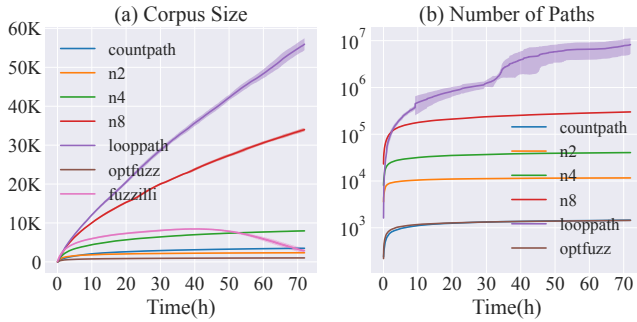 (a) Corpus Size
60K
50K
40K
30K
20K
10K
0
countpath
n2
n4
n8
looppath
optfuzz
fuzzilli
0 10 20 30 40 50 60 70
Time(h)
(b) Number of Paths
10^7
10^6
10^5
10^4
10^3
countpath
n2
n4
n8
looppath
optfuzz
0 10 20 30 40 50 60 70
Time(h)